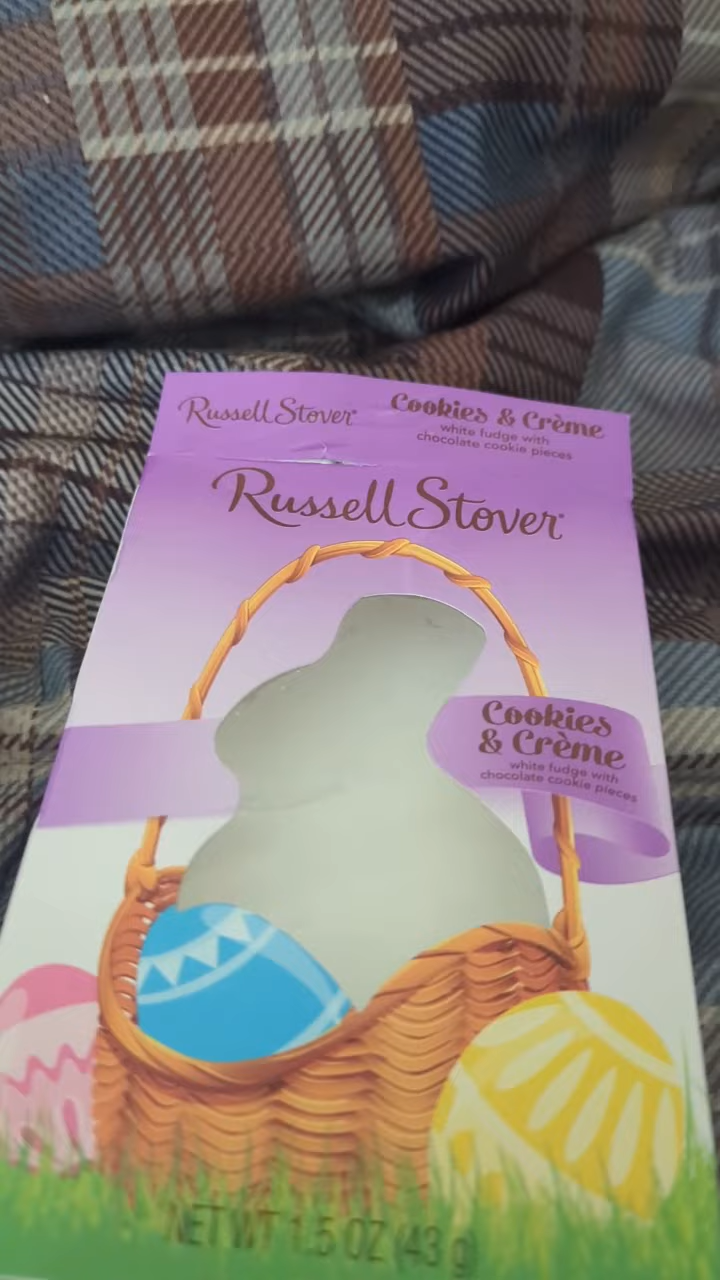 Russell Stover
Cookies & Crème
white fudge with
chocolate cookie pieces
Russell Stover
Cookies
& Crème
white fudge with
chocolate cookie pieces
NET WT 1.5 OZ (43 g)